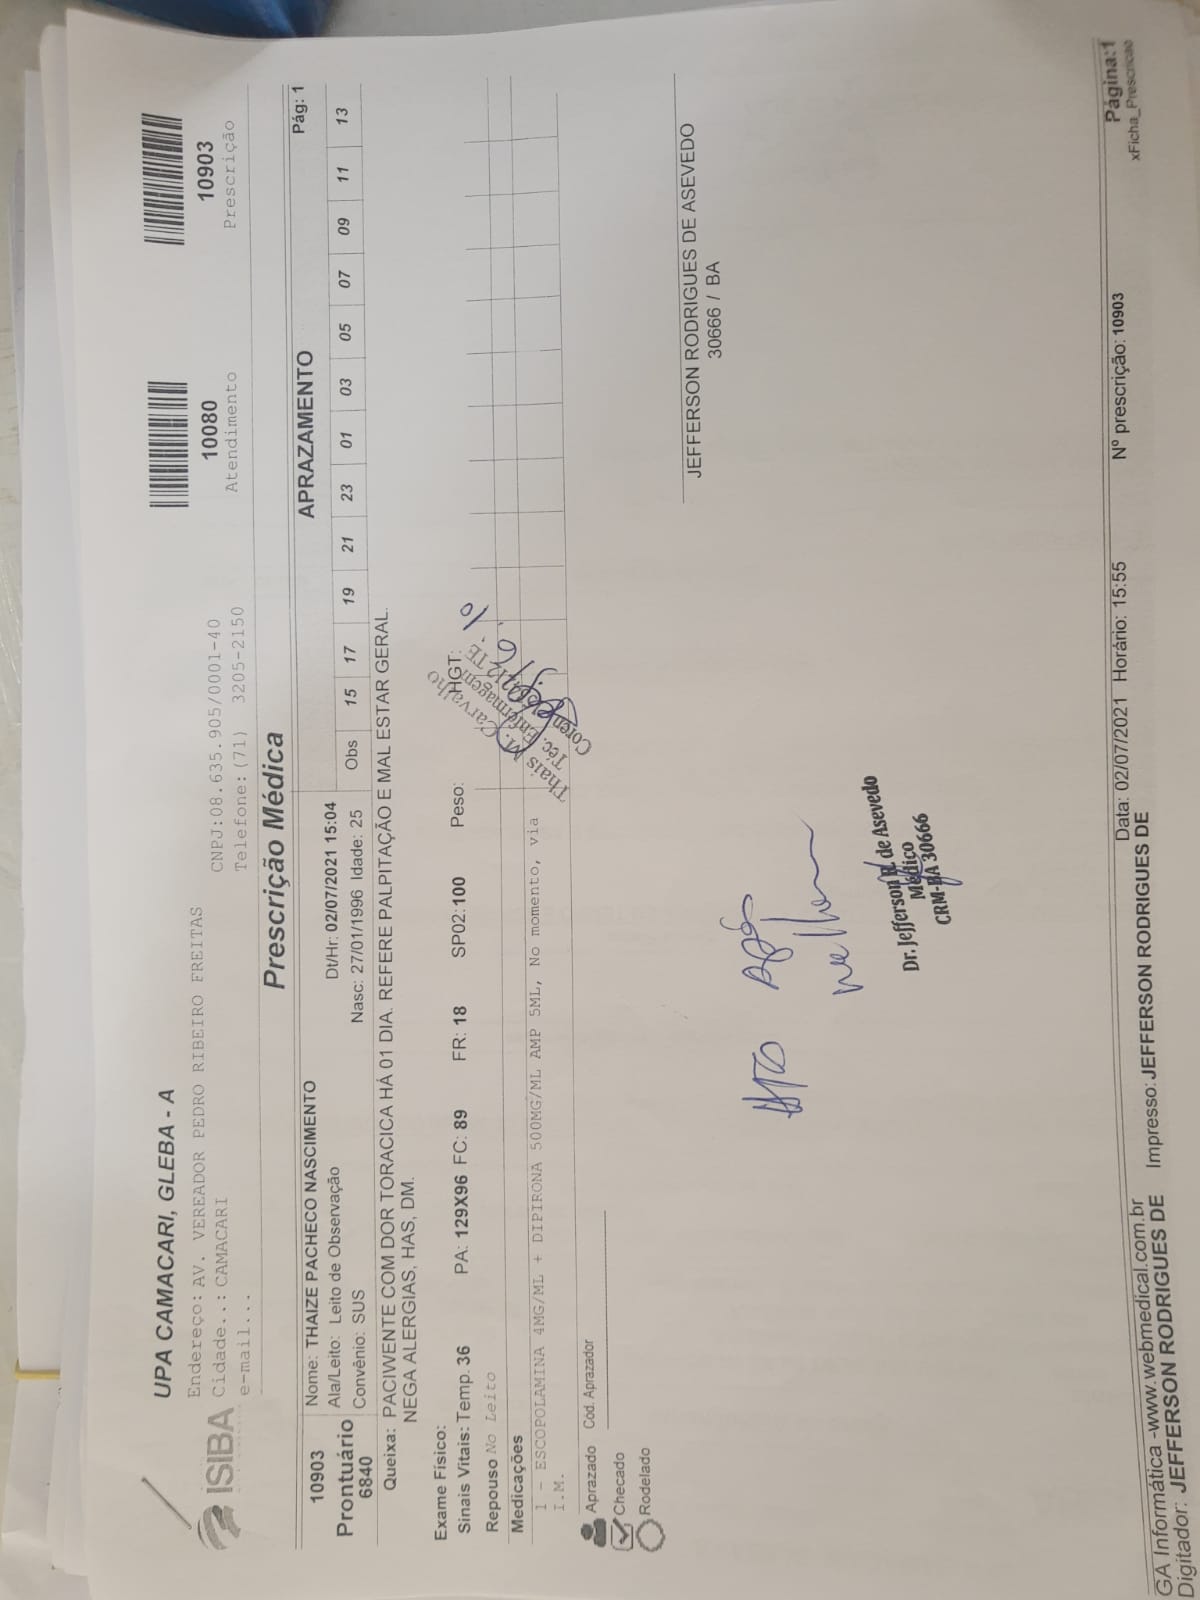 UPA CAMACARI, GLEBA - A
Endereço: AV. VEREADOR PEDRO RIBEIRO FREITAS
Cidade..: CAMACARI
e-mail...
CNPJ:08.635.905/0001-40
Telefone: (71) 3205-2150
10080
Atendimento
10903
Prescrição
ISIBA
Prescrição Médica
Pág: 1
10903
Prontuário
6840
Nome: THAIZE PACHECO NASCIMENTO
Dt/Hr: 02/07/2021 15:04
Ala/Leito: Leito de Observação
Nasc: 27/01/1996 Idade: 25
Convênio: SUS
APRAZAMENTO
Obs 15 17 19 21 23 01 03 05 07 09 11 13
Queixa: PACIWENTE COM DOR TORACICA HÁ 01 DIA. REFERE PALPITAÇÃO E MAL ESTAR GERAL.
NEGA ALERGIAS, HAS, DM.
Exame Físico:
Sinais Vitais: Temp. 36 PA: 129X96 FC: 89 FR: 18 SP02: 100 Peso: HGT:
Repouso No Leito
Medicações
1 - ESCOPOLAMINA 4MG/ML + DIPIRONA 500MG/ML AMP 5ML, No momento, via
I.M.
Thais M. Carvalho
Téc. Enfermagem
Coren
Aprazado Cód. Aprazador
Checado
Rodelado
JEFFERSON RODRIGUES DE ASEVEDO
30666 / BA
Dr. Jefferson R. de Asevedo
Médico
CRM-BA 30666
GA Informática -www.webmedical.com.br
Data: 02/07/2021 Horário: 15:55
Nº prescrição: 10903
Página:1
Digitador: JEFFERSON RODRIGUES DE
Impresso: JEFFERSON RODRIGUES DE
xFicha_Prescricao